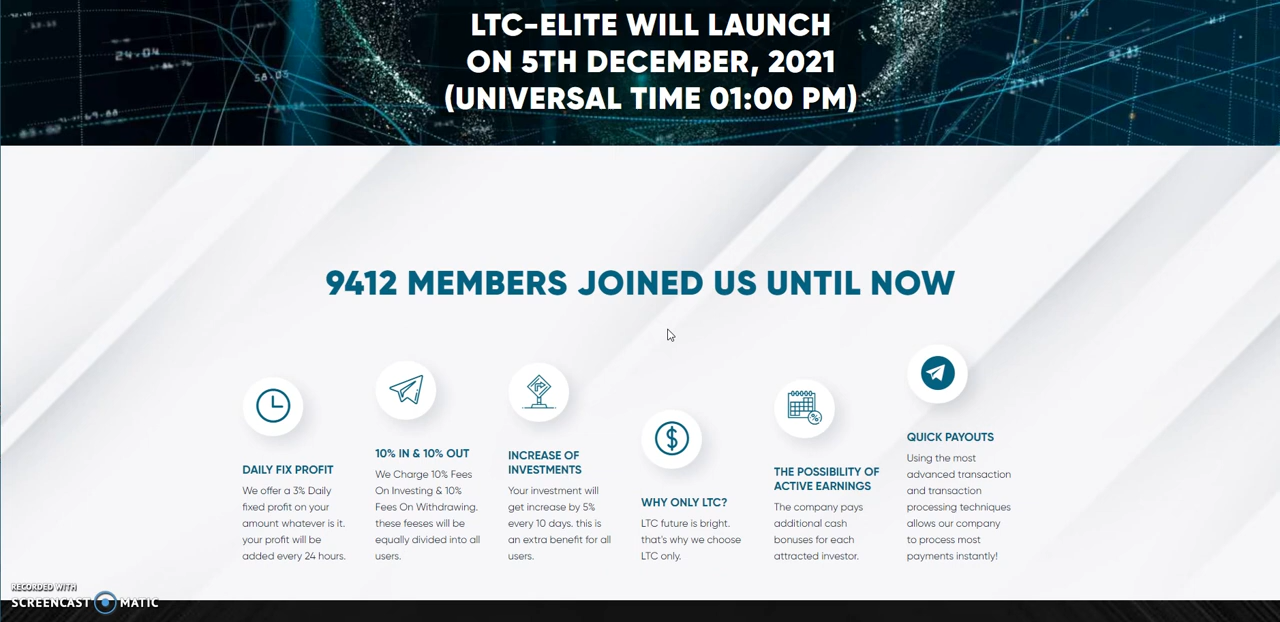 LTC-ELITE WILL LAUNCH
ON 5TH DECEMBER, 2021
(UNIVERSAL TIME 01:00 PM)
24.04
58.05
9412 MEMBERS JOINED US UNTIL NOW
DAILY FIX PROFIT
We offer a 3% Daily
fixed profit on your
amount whatever is it.
your profit will be
added every 24 hours.
10% IN & 10% OUT
We Charge 10% Fees
On Investing & 10%
Fees On Withdrawing.
these feeses will be
equally divided into all
users.
INCREASE OF
INVESTMENTS
Your investment will
get increase by 5%
every 10 days. this is
an extra benefit for all
users.
WHY ONLY LTC?
LTC future is bright.
that's why we choose
LTC only.
THE POSSIBILITY OF
ACTIVE EARNINGS
The company pays
additional cash
bonuses for each
attracted investor.
QUICK PAYOUTS
Using the most
advanced transaction
and transaction
processing techniques
allows our company
to process most
payments instantly!
RECORDED WITH
SCREENCAST MATIC